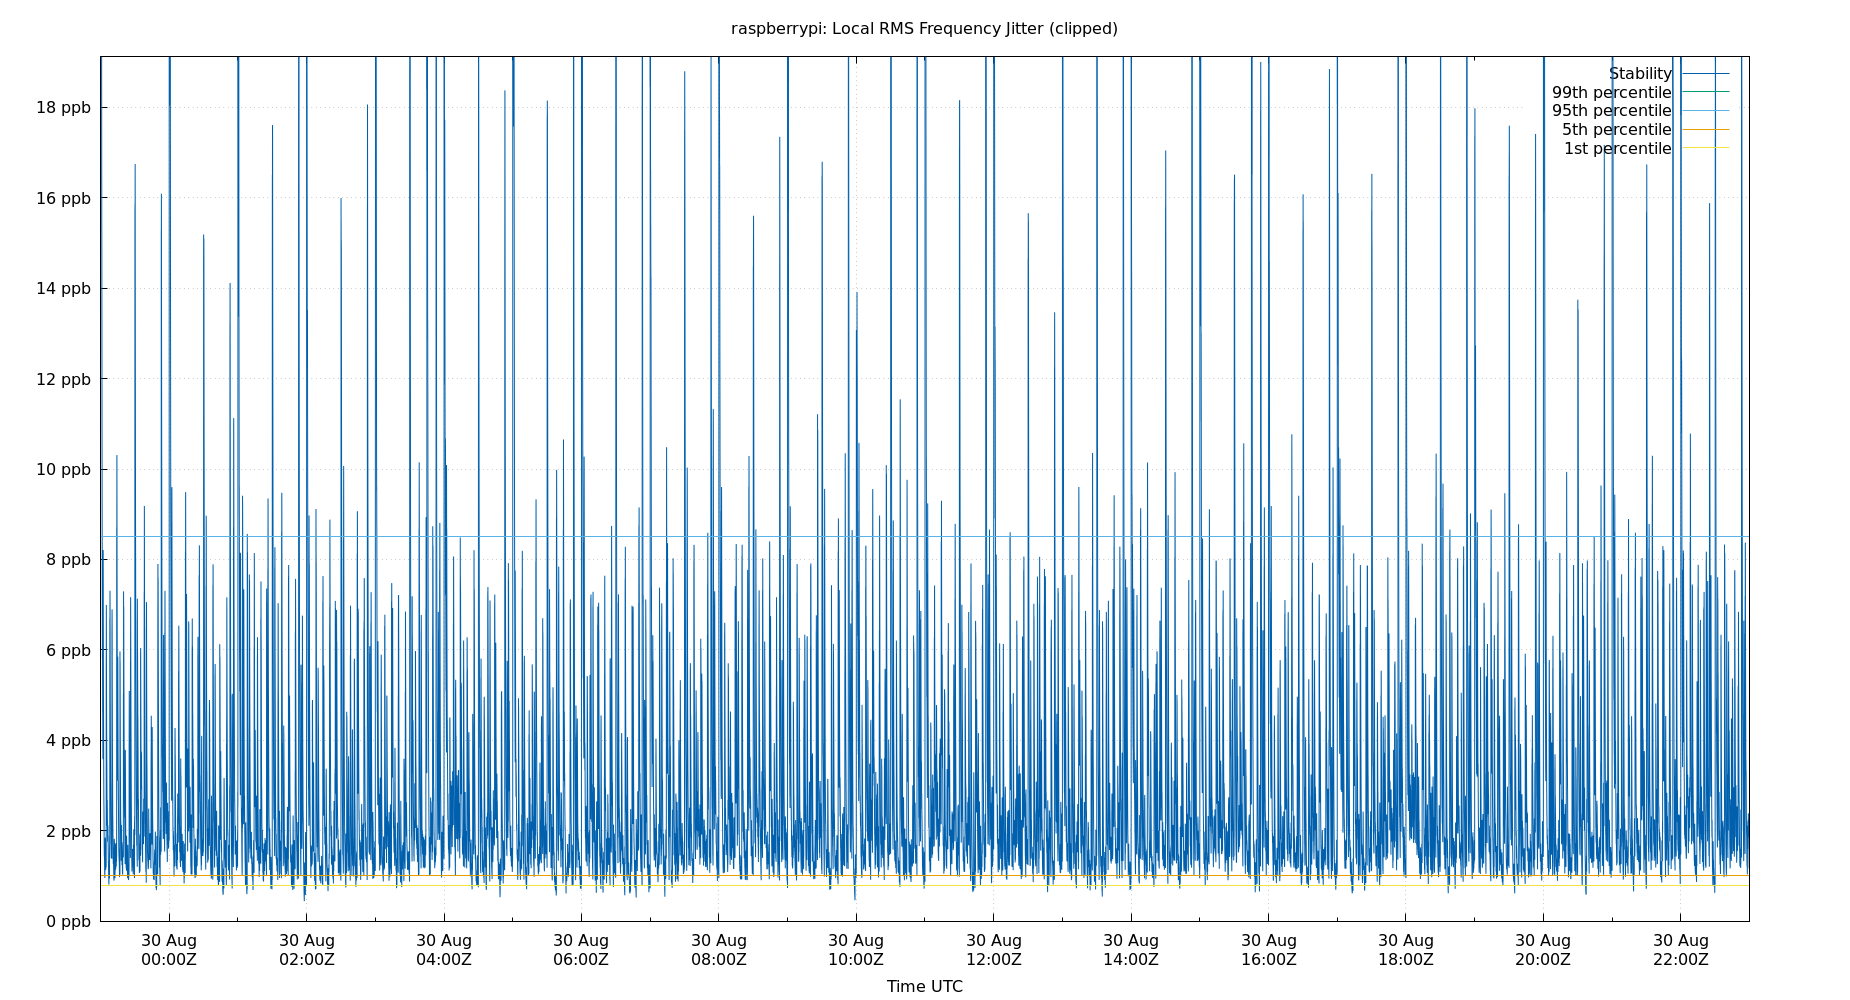 raspberrypi: Local RMS Frequency Jitter (clipped)
Stability
99th percentile
95th percentile
5th percentile
1st percentile
18 ppb
16 ppb
14 ppb
12 ppb
10 ppb
8 ppb
6 ppb
4 ppb
2 ppb
0 ppb
30 Aug 30 Aug 30 Aug 30 Aug 30 Aug 30 Aug 30 Aug 30 Aug 30 Aug 30 Aug 30 Aug 30 Aug
00:00Z 02:00Z 04:00Z 06:00Z 08:00Z 10:00Z 12:00Z 14:00Z 16:00Z 18:00Z 20:00Z 22:00Z
Time UTC